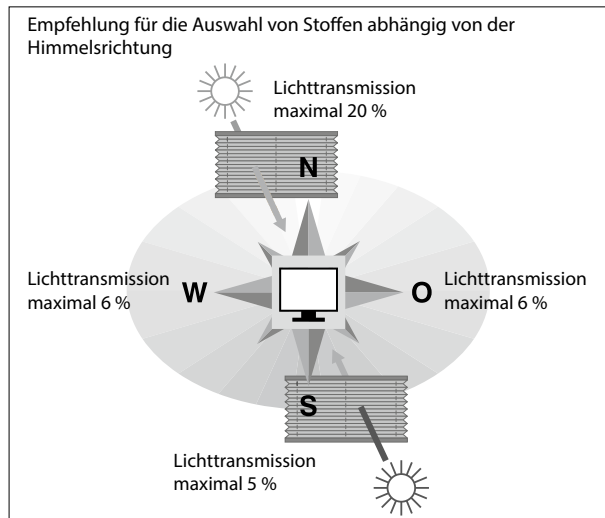 Empfehlung für die Auswahl von Stoffen abhängig von der
Himmelsrichtung
Lichttransmission
maximal 20 %
N
Lichttransmission
maximal 6 %
W
O
Lichttransmission
maximal 6 %
S
Lichttransmission
maximal 5 %